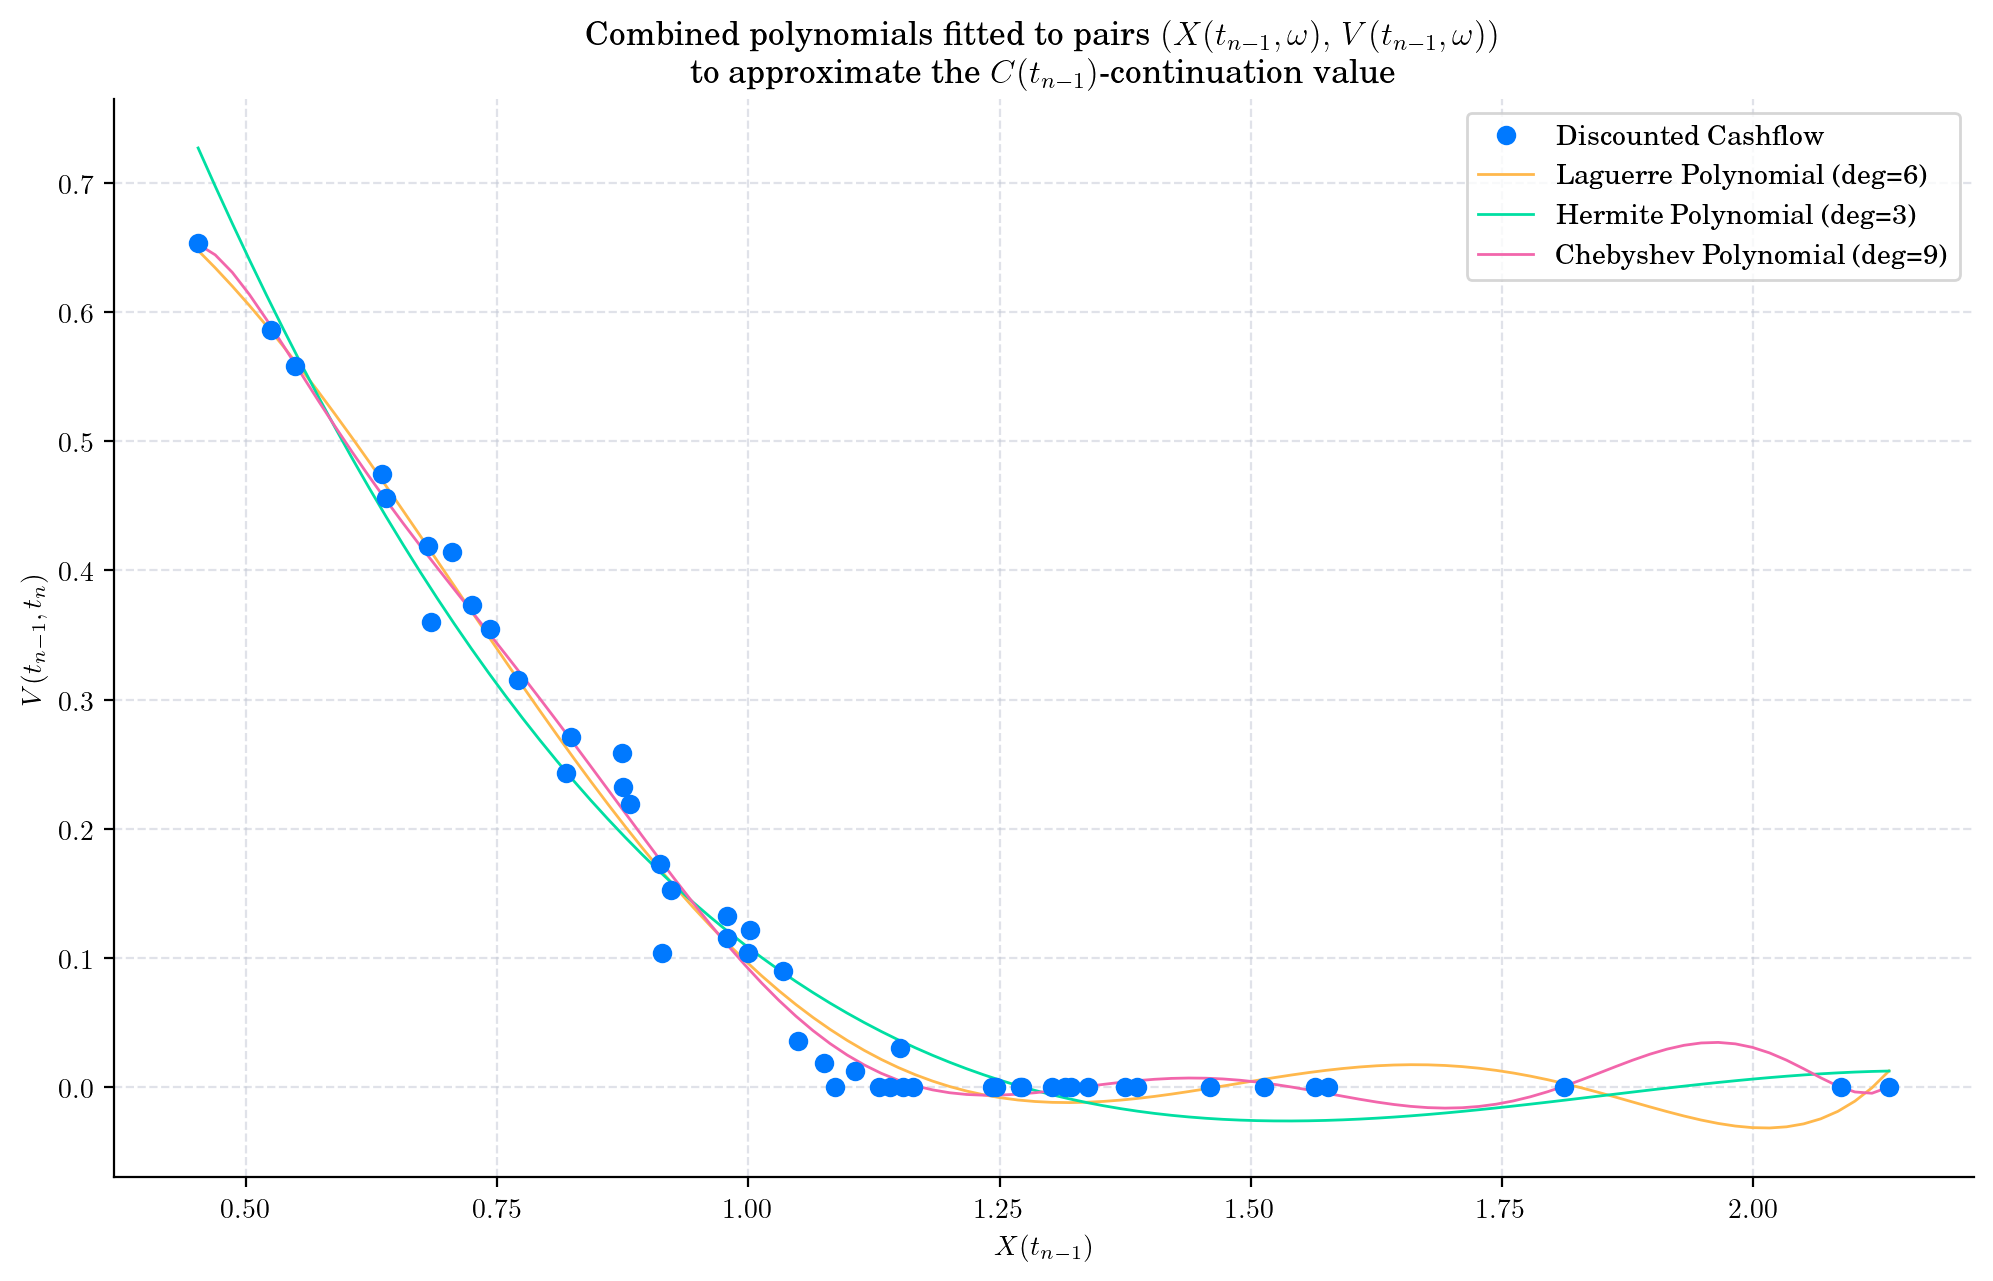 Combined polynomials fitted to pairs $(X(t_{n-1}, \omega), V(t_{n-1}, \omega))$
to approximate the $C(t_{n-1})$-continuation value
Discounted Cashflow
Laguerre Polynomial (deg=6)
Hermite Polynomial (deg=3)
Chebyshev Polynomial (deg=9)
$V(t_{n-1}, t_n)$
0.7
0.6
0.5
0.4
0.3
0.2
0.1
0.0
0.50 0.75 1.00 1.25 1.50 1.75 2.00
$X(t_{n-1})$